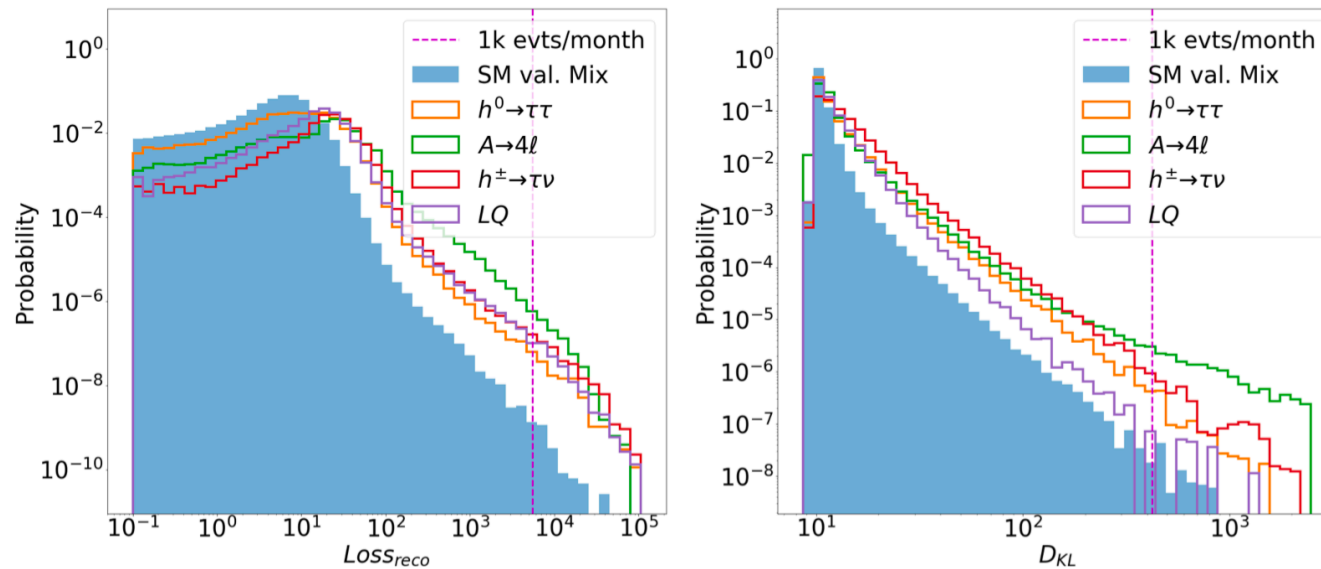 Probability
10⁰
10⁻²
10⁻⁴
10⁻⁶
10⁻⁸
10⁻¹⁰
1k evts/month
SM val. Mix
h⁰→ττ
A→4ℓ
h±→τν
LQ
10⁻¹ 10⁰ 10¹ 10² 10³ 10⁴ 10⁵
Loss_reco
Probability
10⁰
10⁻¹
10⁻²
10⁻³
10⁻⁴
10⁻⁵
10⁻⁶
10⁻⁷
10⁻⁸
1k evts/month
SM val. Mix
h⁰→ττ
A→4ℓ
h±→τν
LQ
10¹ 10² 10³
D_KL